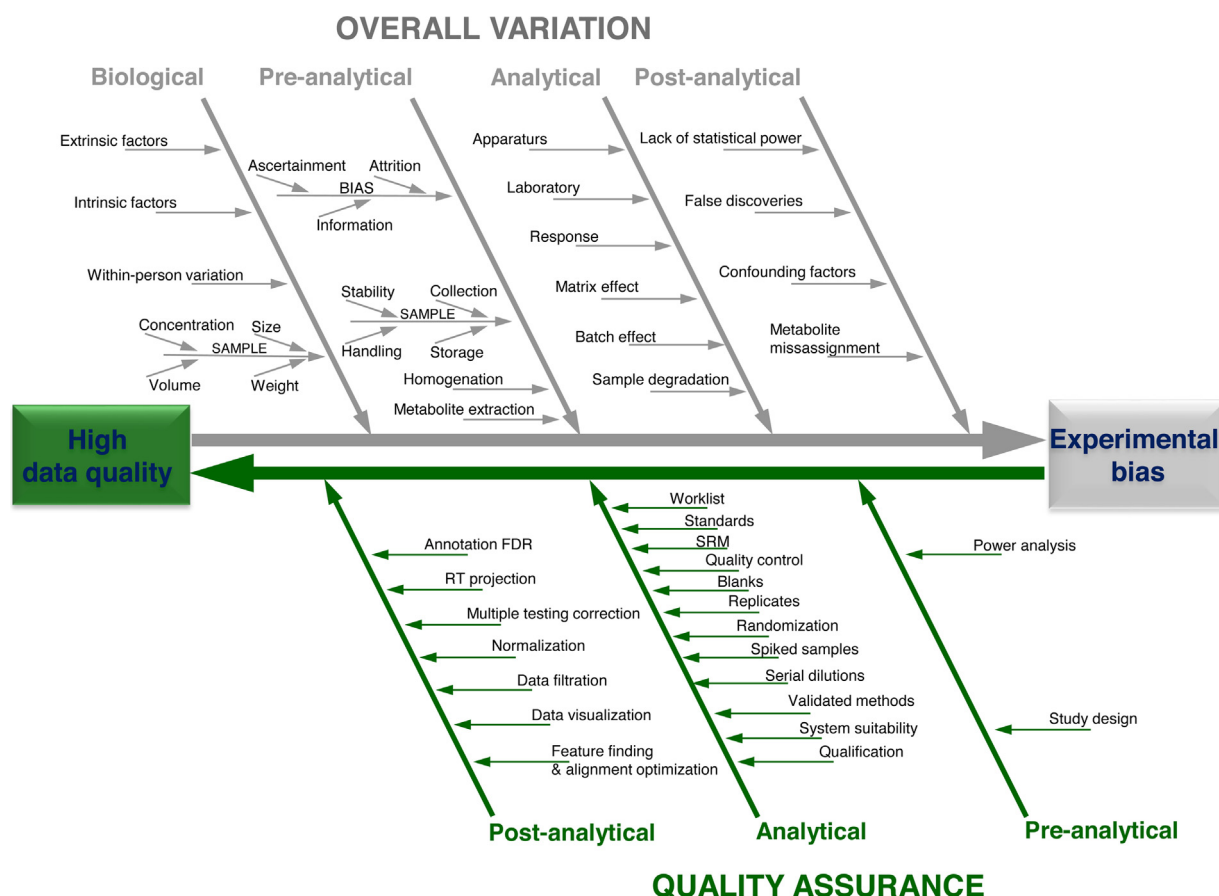 OVERALL VARIATION
Biological
Pre-analytical
Analytical
Post-analytical
Extrinsic factors
Intrinsic factors
Within-person variation
Concentration
Size
SAMPLE
Volume
Weight
Ascertainment
Attrition
BIAS
Information
Stability
Collection
SAMPLE
Handling
Storage
Homogenation
Metabolite extraction
Apparaturs
Laboratory
Response
Matrix effect
Batch effect
Sample degradation
Lack of statistical power
False discoveries
Confounding factors
Metabolite
missassignment
High
data quality
Experimental
bias
Annotation FDR
RT projection
Multiple testing correction
Normalization
Data filtration
Data visualization
Feature finding
& alignment optimization
Worklist
Standards
SRM
Quality control
Blanks
Replicates
Randomization
Spiked samples
Serial dilutions
Validated methods
System suitability
Qualification
Power analysis
Study design
Post-analytical
Analytical
Pre-analytical
QUALITY ASSURANCE